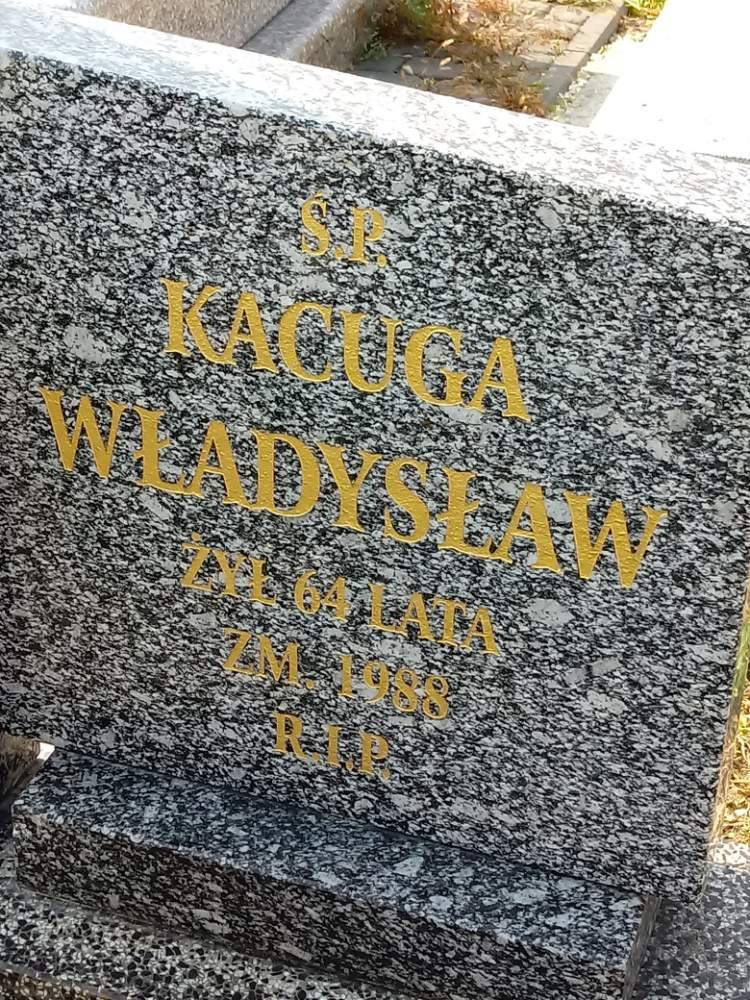 Ś.P.
KACUGA
WŁADYSŁAW
ŻYŁ 64 LATA
ZM. 1988
R.I.P.